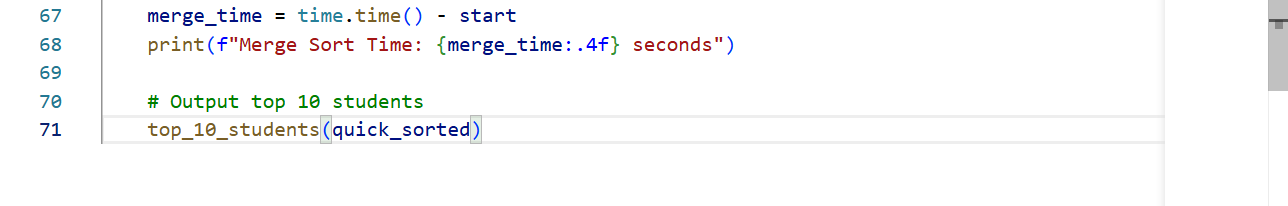 67 merge_time = time.time() - start
68 print(f"Merge Sort Time: {merge_time:.4f} seconds")
69
70 # Output top 10 students
71 top_10_students(quick_sorted)